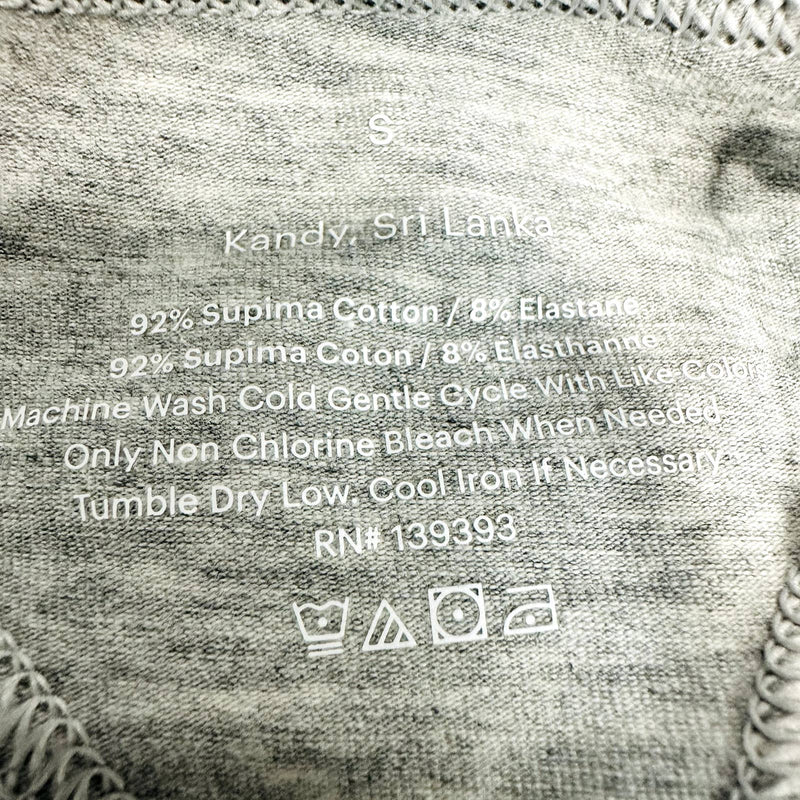 S
Kandy, Sri Lanka
92% Supima Cotton / 8% Elastane
92% Supima Coton / 8% Elasthanne
Machine Wash Cold Gentle Cycle With Like Color
Only Non Chlorine Bleach When Needed
Tumble Dry Low. Cool Iron If Necessary
RN# 139393